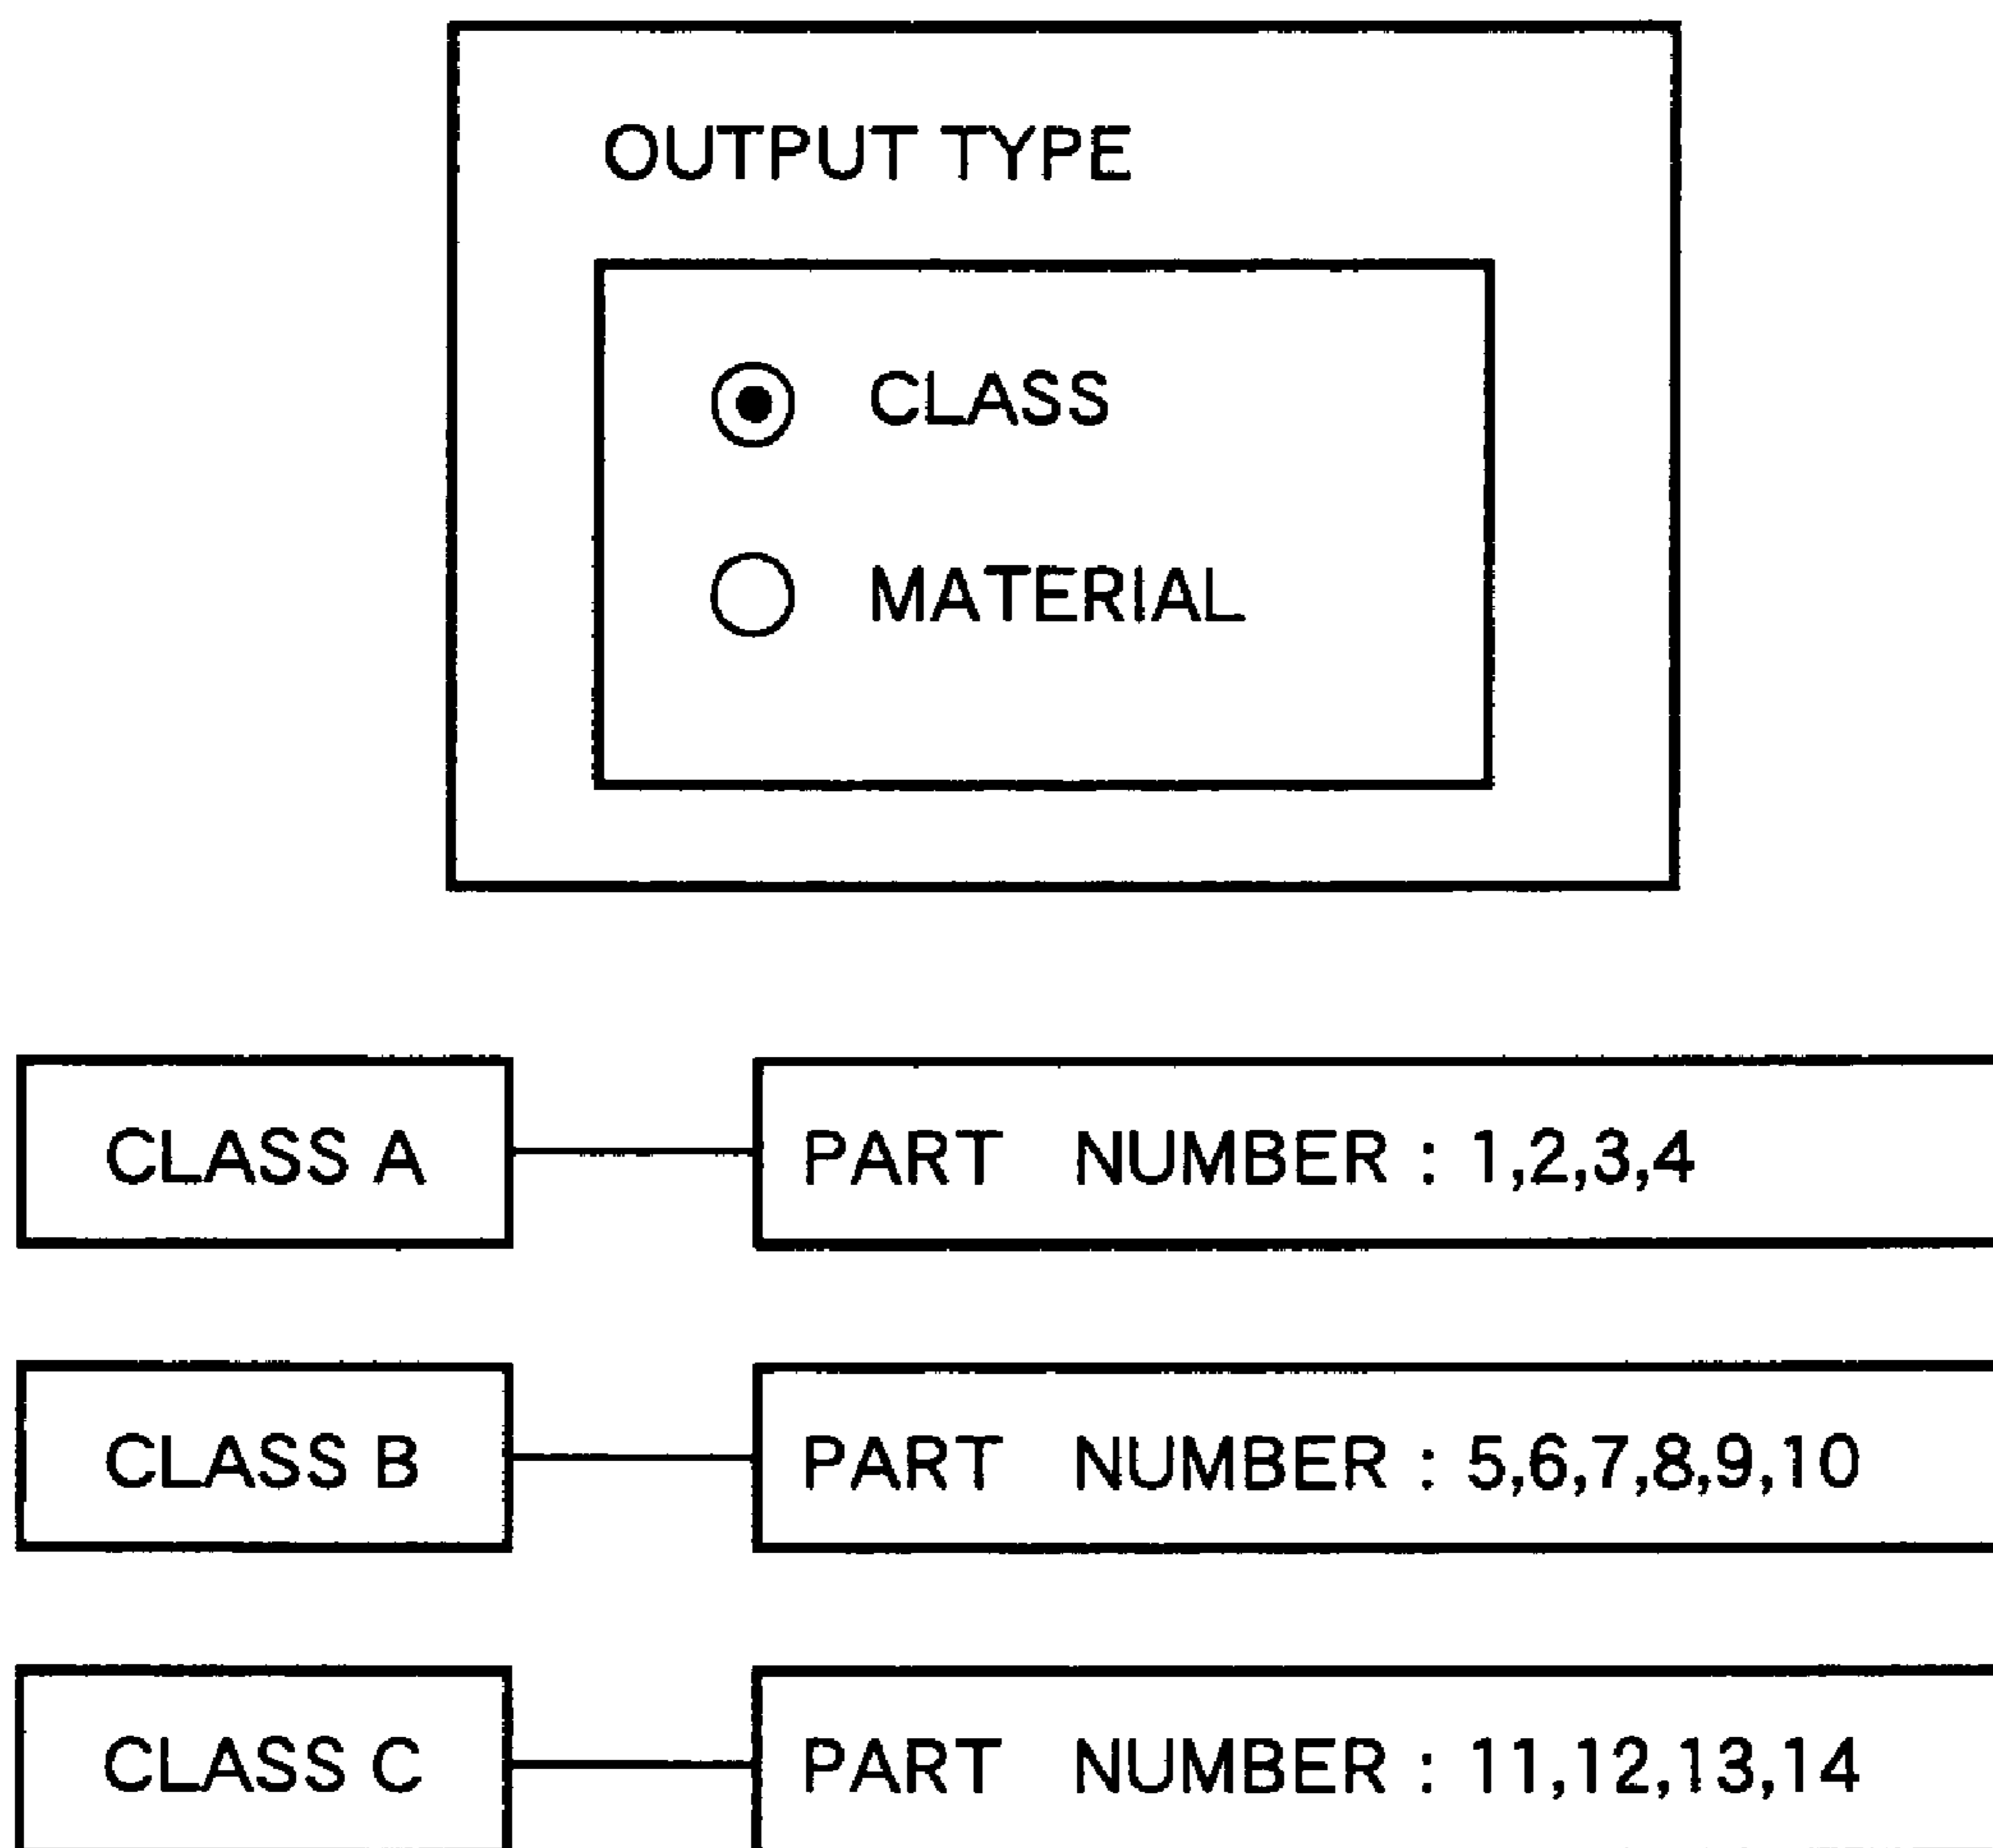 OUTPUT TYPE
CLASS
MATERIAL
CLASS A PART NUMBER : 1,2,3,4
CLASS B PART NUMBER : 5,6,7,8,9,10
CLASS C PART NUMBER : 11,12,13,14